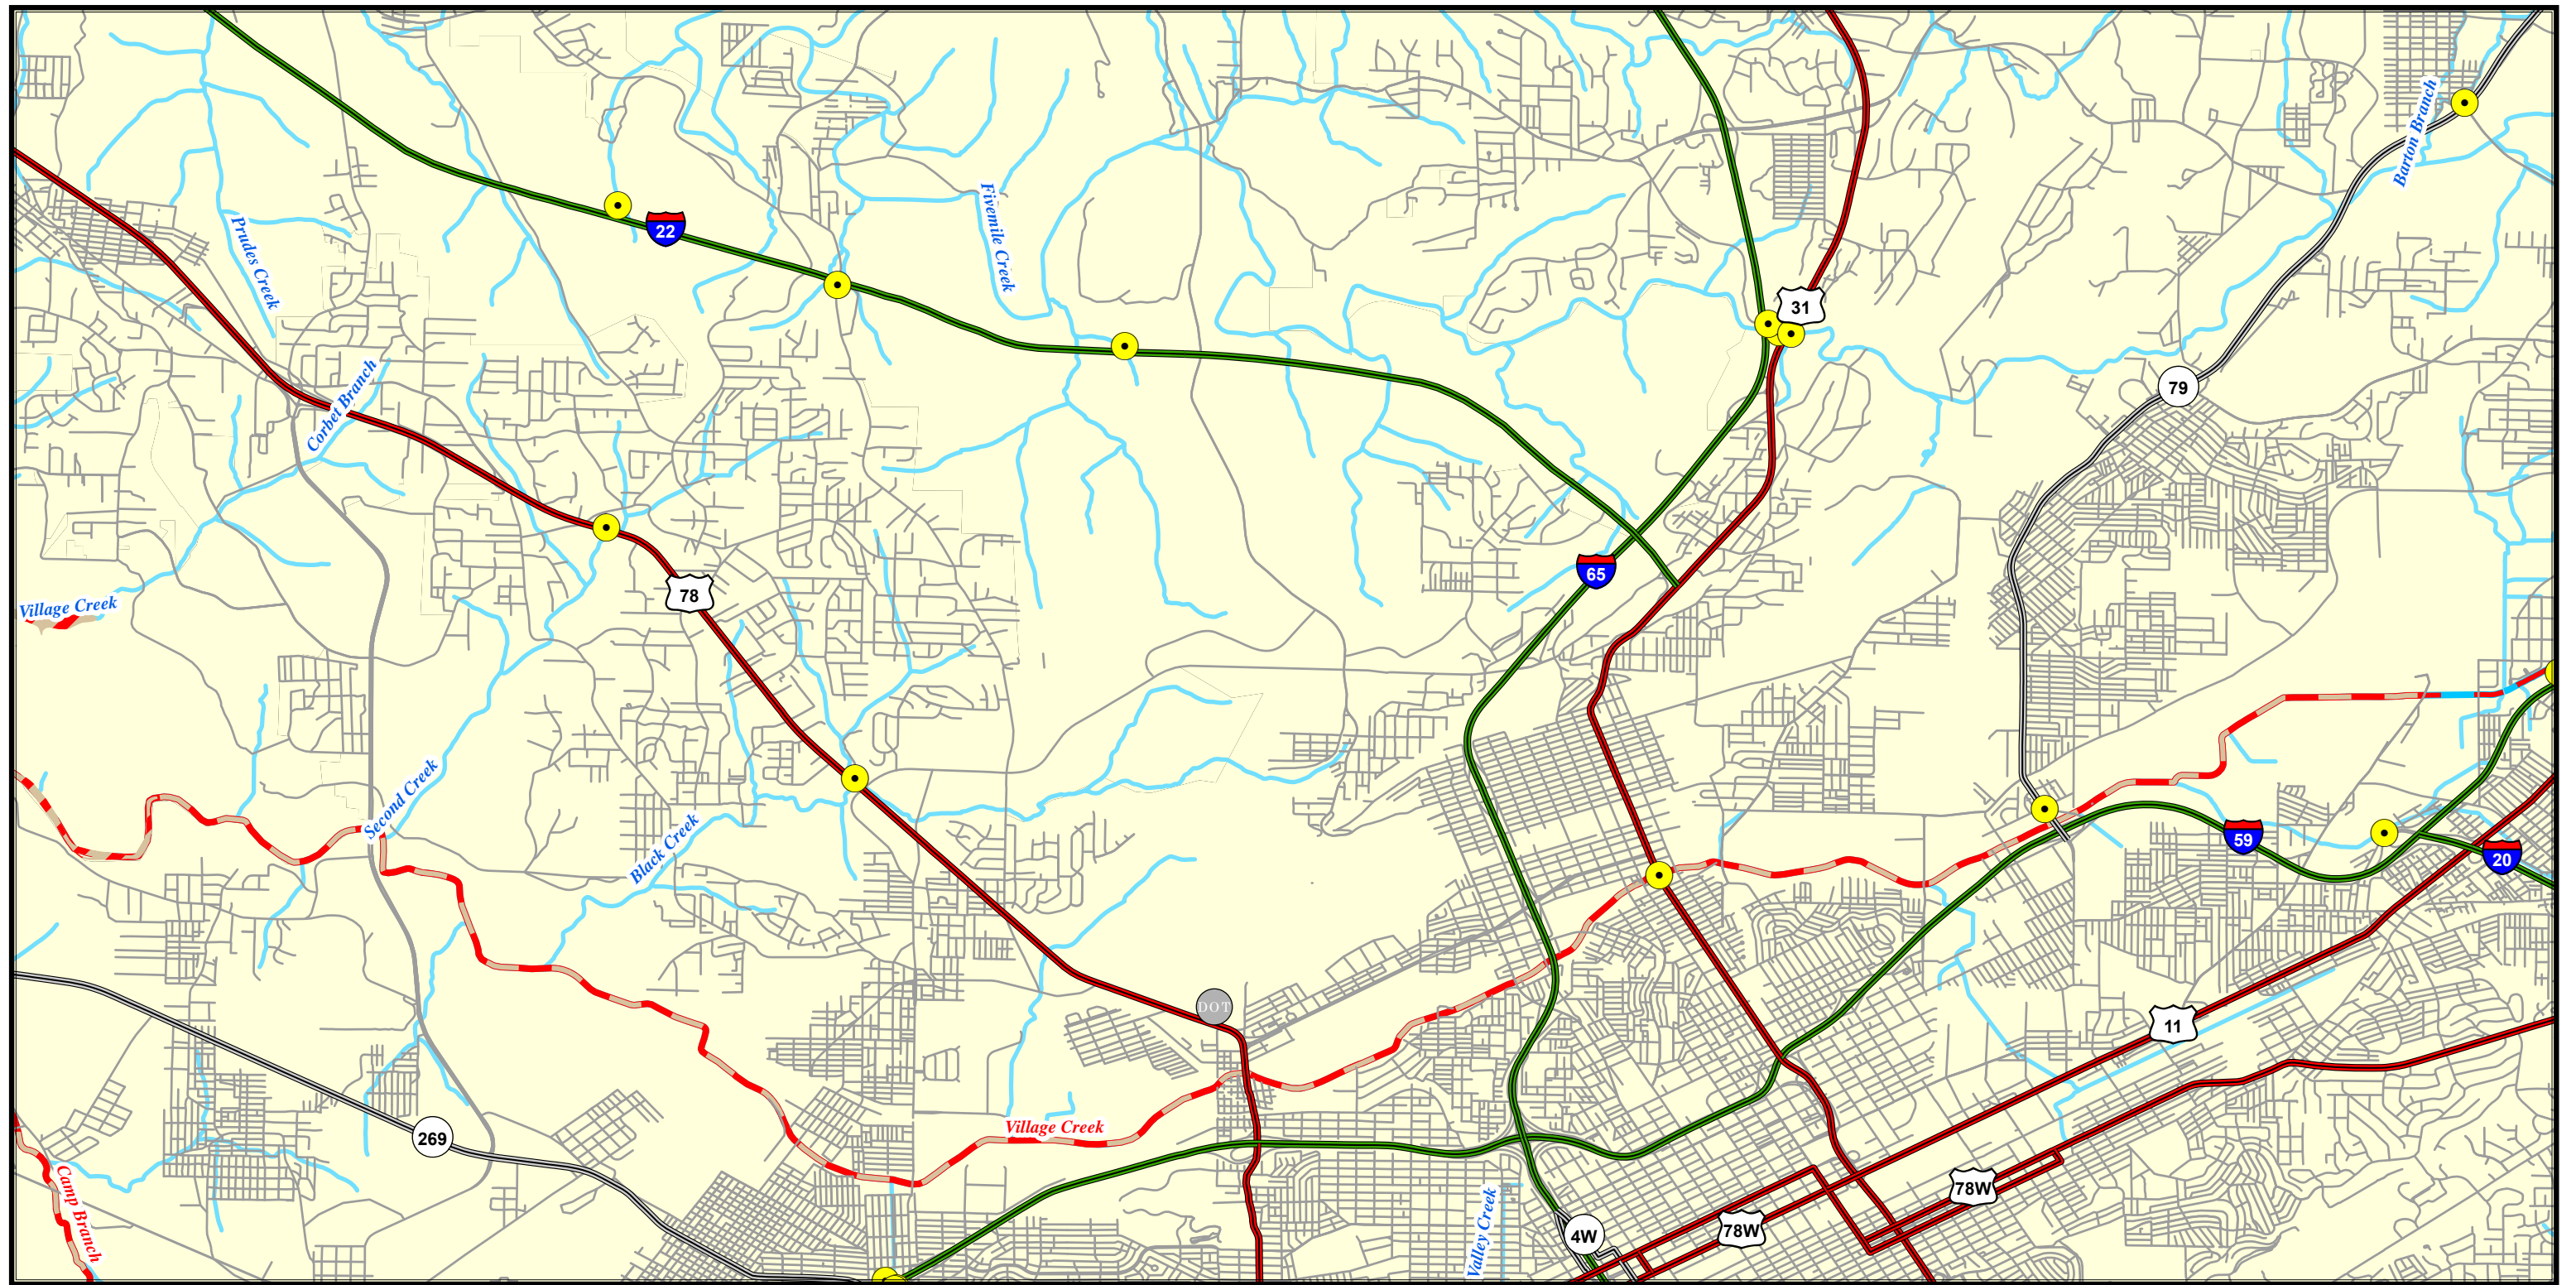 Barton Branch
Fivemile Creek
Prudes Creek
22
31
79
Corbet Branch
65
78
Village Creek
Second Creek
Black Creek
59
20
DOT
11
Village Creek
269
Camp Branch
78W
Valley Creek
78W
4W